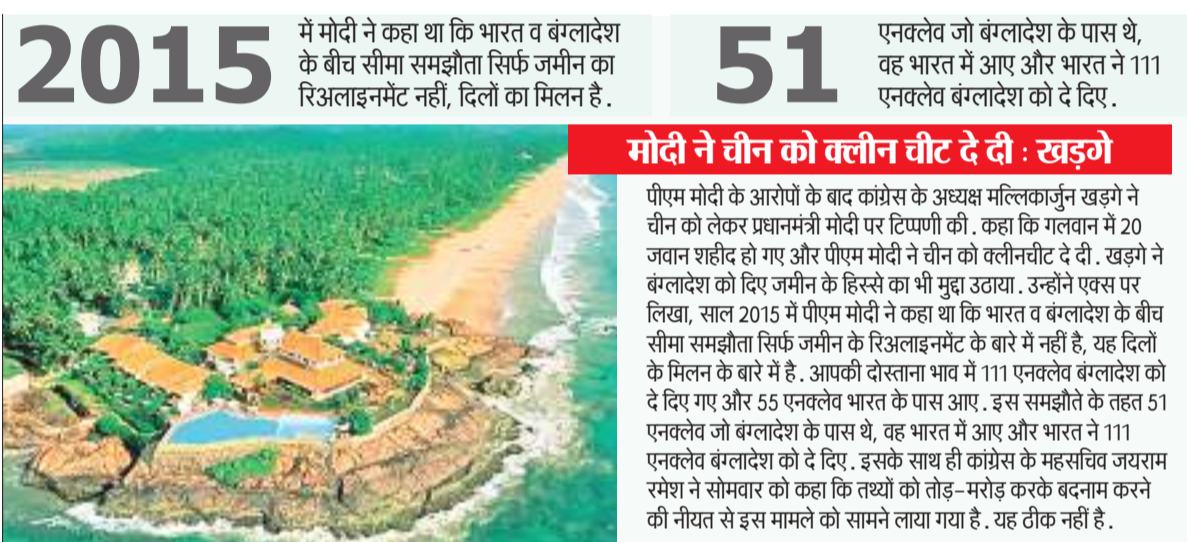 2015
में मोदी ने कहा था कि भारत व बंग्लादेश
के बीच सीमा समझौता सिर्फ जमीन का
रिअलाइनमेंट नहीं, दिलों का मिलन है.
51
एनक्लेव जो बंग्लादेश के पास थे,
वह भारत में आए और भारत ने 111
एनक्लेव बंग्लादेश को दे दिए.
मोदी ने चीन को क्लीन चीट दे दी : खड़गे
पीएम मोदी के आरोपों के बाद कांग्रेस के अध्यक्ष मल्लिकार्जुन खड़गे ने
चीन को लेकर प्रधानमंत्री मोदी पर टिप्पणी की. कहा कि गलवान में 20
जवान शहीद हो गए और पीएम मोदी ने चीन को क्लीनचीट दे दी. खड़गे ने
बंग्लादेश को दिए जमीन के हिस्से का भी मुद्दा उठाया. उन्होंने एक्स पर
लिखा, साल 2015 में पीएम मोदी ने कहा था कि भारत व बंग्लादेश के बीच
सीमा समझौता सिर्फ जमीन के रिअलाइनमेंट के बारे में नहीं है, यह दिलों
के मिलन के बारे में है. आपकी दोस्ताना भाव में 111 एनक्लेव बंग्लादेश को
दे दिए गए और 55 एनक्लेव भारत के पास आए. इस समझौते के तहत 51
एनक्लेव जो बंग्लादेश के पास थे, वह भारत में आए और भारत ने 111
एनक्लेव बंग्लादेश को दे दिए. इसके साथ ही कांग्रेस के महसचिव जयराम
रमेश ने सोमवार को कहा कि तथ्यों को तोड़-मरोड़ करके बदनाम करने
की नीयत से इस मामले को सामने लाया गया है. यह ठीक नहीं है.